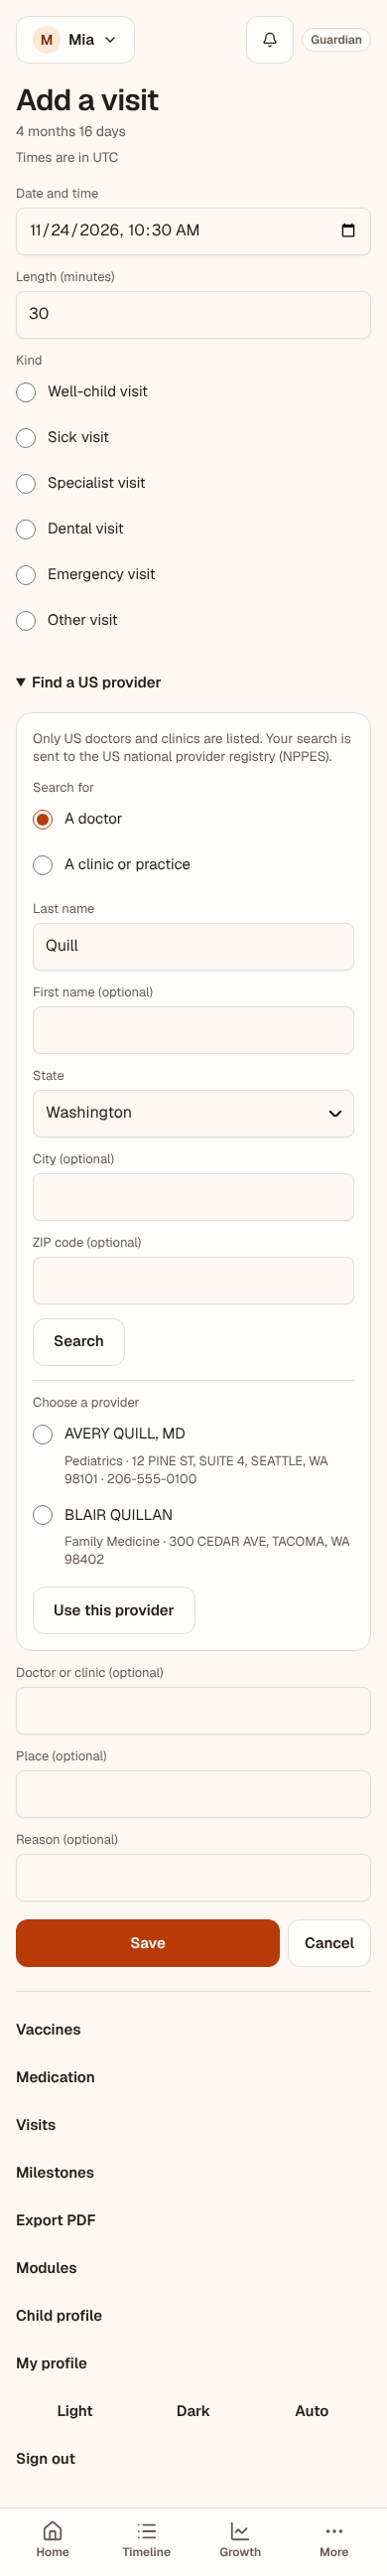 M Mia
Guardian
Add a visit
4 months 16 days
Times are in UTC
Date and time
11/24/2026, 10:30 AM
Length (minutes)
30
Kind
Well-child visit
Sick visit
Specialist visit
Dental visit
Emergency visit
Other visit
Find a US provider
Only US doctors and clinics are listed. Your search is
sent to the US national provider registry (NPPES).
Search for
A doctor
A clinic or practice
Last name
Quill
First name (optional)
State
Washington
City (optional)
ZIP code (optional)
Search
Choose a provider
AVERY QUILL, MD
Pediatrics · 12 PINE ST, SUITE 4, SEATTLE, WA
98101 · 206-555-0100
BLAIR QUILLAN
Family Medicine · 300 CEDAR AVE, TACOMA, WA
98402
Use this provider
Doctor or clinic (optional)
Place (optional)
Reason (optional)
Save Cancel
Vaccines
Medication
Visits
Milestones
Export PDF
Modules
Child profile
My profile
Light Dark Auto
Sign out
Home Timeline Growth More